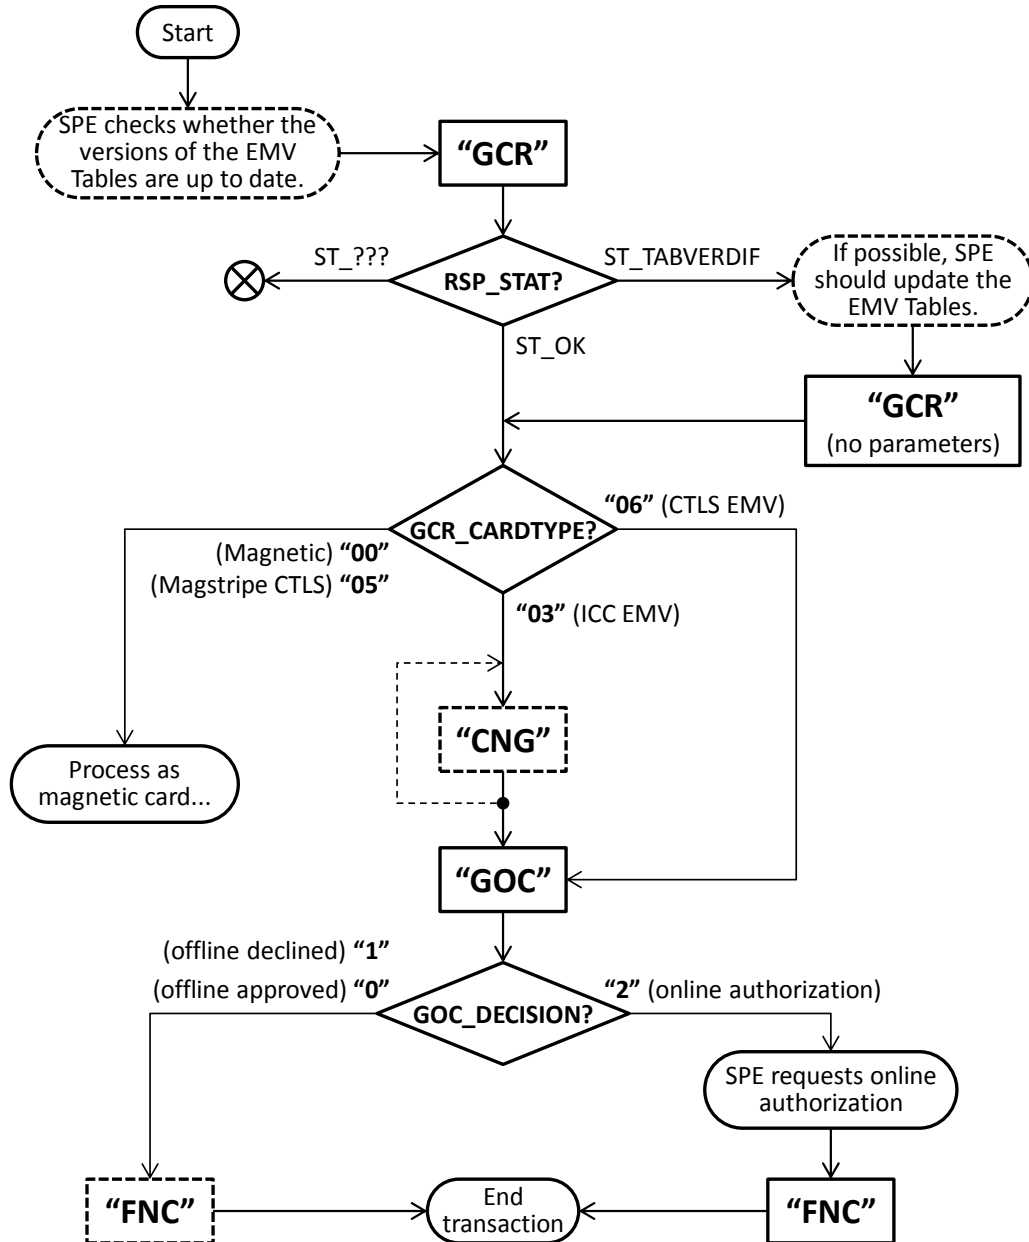 Start
SPE checks whether the
versions of the EMV
Tables are up to date.
“GCR”
ST_???
RSP_STAT?
ST_TABVERDIF
If possible, SPE
should update the
EMV Tables.
ST_OK
“GCR”
(no parameters)
GCR_CARDTYPE?
“06” (CTLS EMV)
(Magnetic) “00”
(Magstripe CTLS) “05”
“03” (ICC EMV)
“CNG”
Process as
magnetic card...
“GOC”
(offline declined) “1”
(offline approved) “0”
GOC_DECISION?
“2” (online authorization)
SPE requests online
authorization
“FNC”
End
transaction
“FNC”